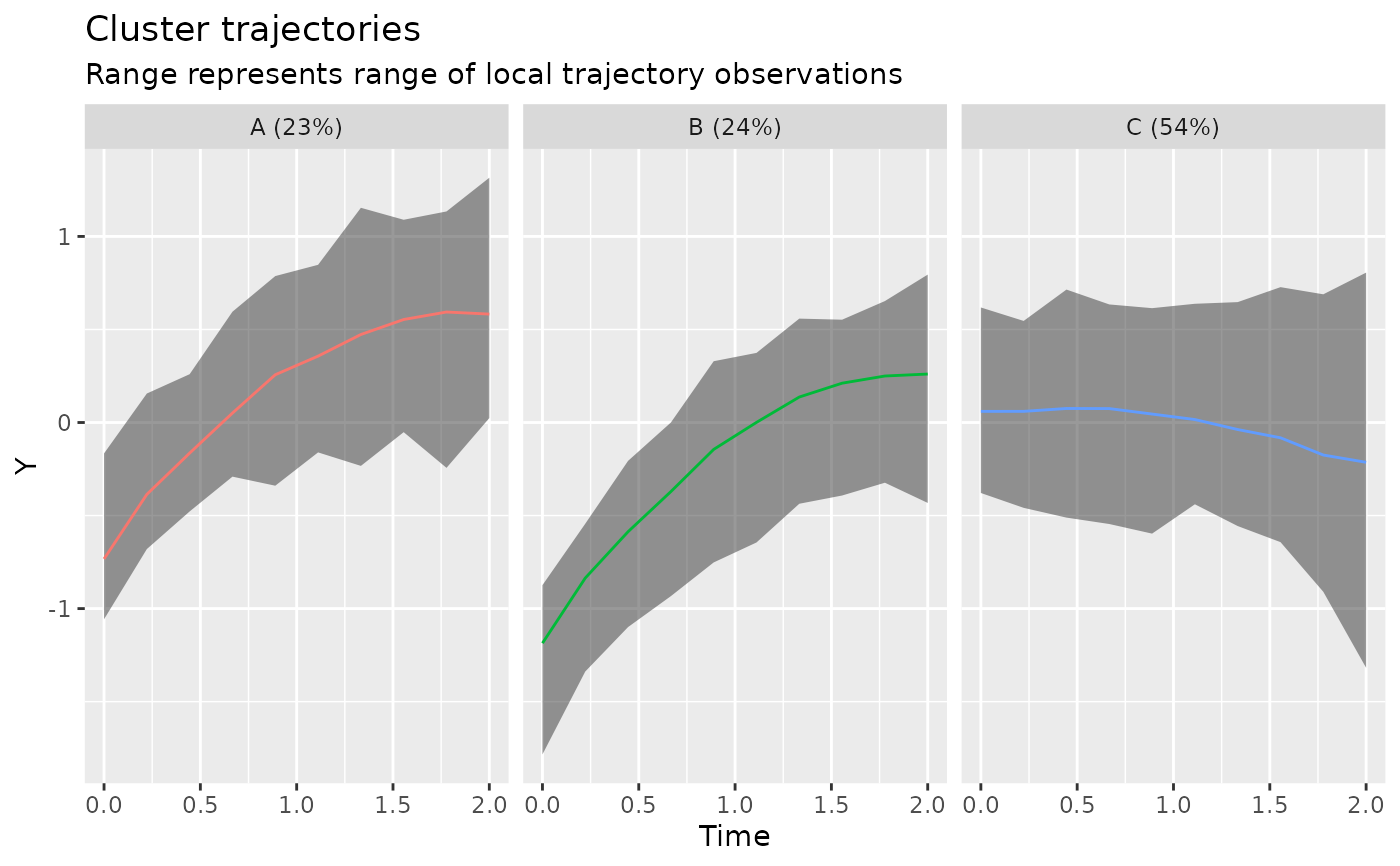 Cluster trajectories
Range represents range of local trajectory observations
A (23%) B (24%) C (54%)
1
0
-1
Y
0.0 0.5 1.0 1.5 2.0 0.0 0.5 1.0 1.5 2.0 0.0 0.5 1.0 1.5 2.0
Time